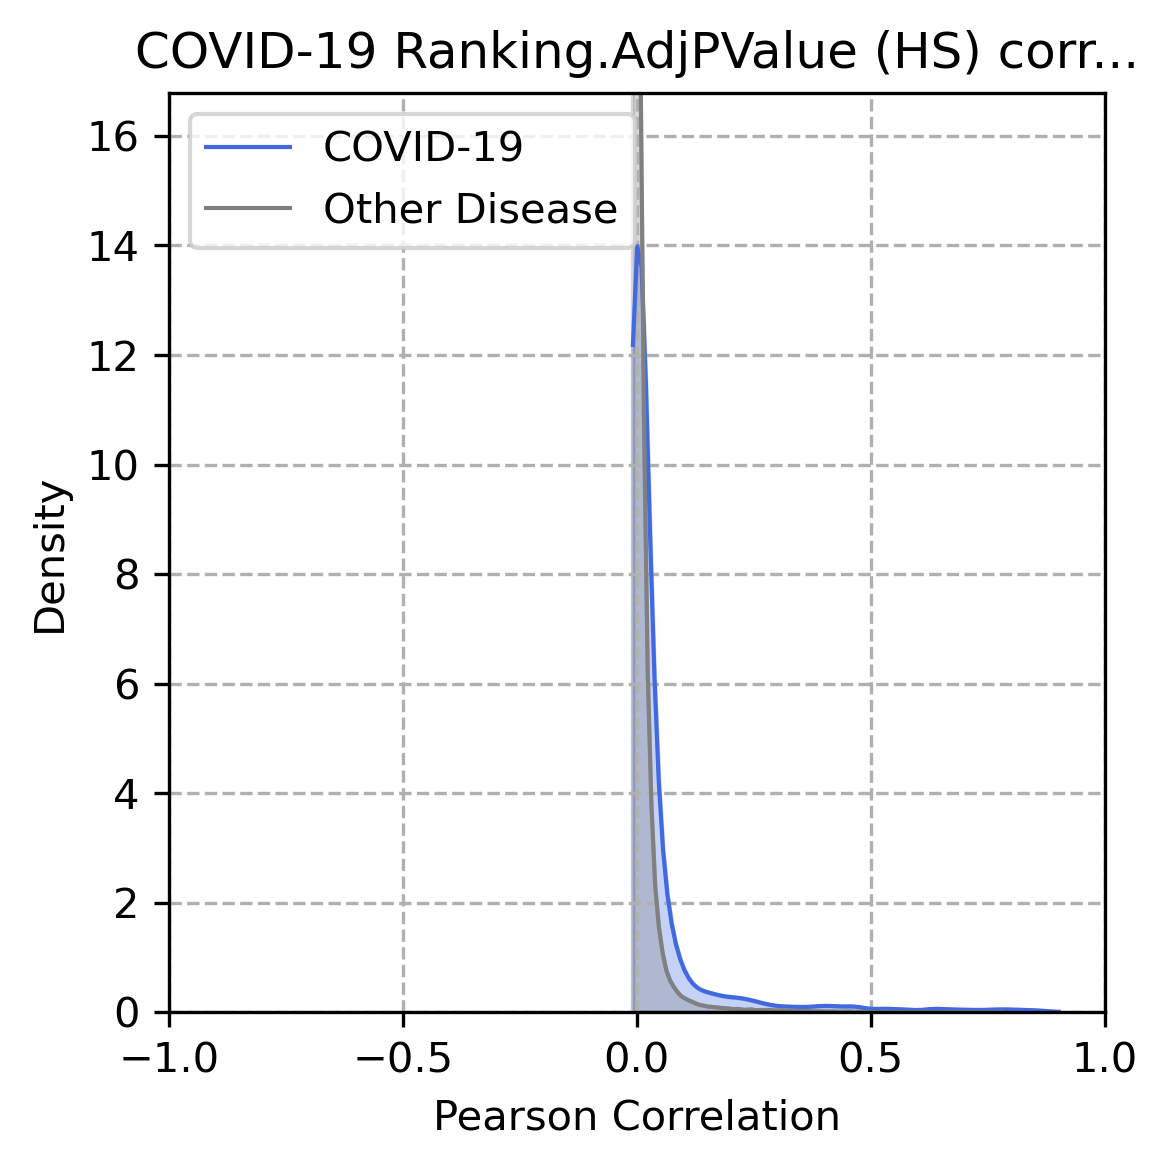 COVID-19 Ranking.AdjPValue (HS) corr...
COVID-19
Other Disease
16
14
12
10
8
6
4
2
0
Density
−1.0
−0.5
0.0
0.5
1.0
Pearson Correlation